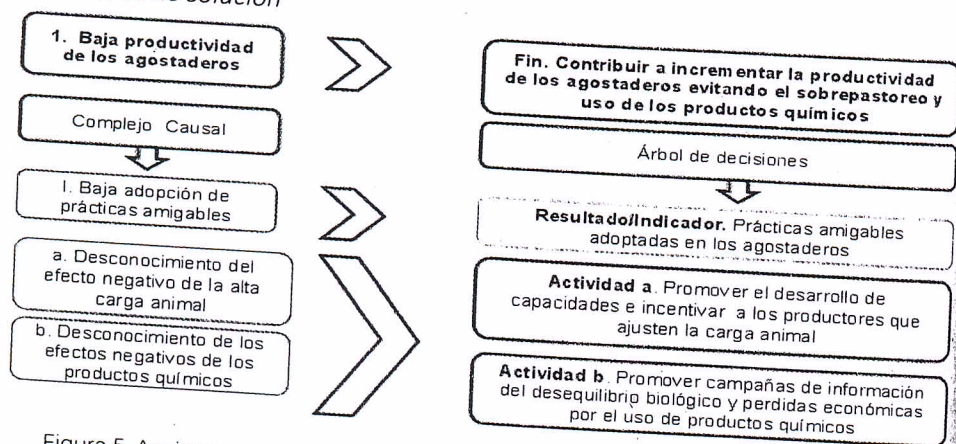 de solución
1. Baja productividad
de los agostaderos
Complejo Causal
I. Baja adopción de
prácticas amigables
a. Desconocimiento del
efecto negativo de la alta
carga animal
b. Desconocimiento de los
efectos negativos de los
productos químicos
Fin. Contribuir a incrementar la productividad
de los agostaderos evitando el sobrepastoreo y
uso de los productos químicos
Árbol de decisiones
Resultado/Indicador. Prácticas amigables
adoptadas en los agostaderos
Actividad a. Promover el desarrollo de
capacidades e incentivar a los productores que
ajusten la carga animal
Actividad b. Promover campañas de información
del desequilibrio biológico y perdidas económicas
por el uso de productos químicos
Figura 5.